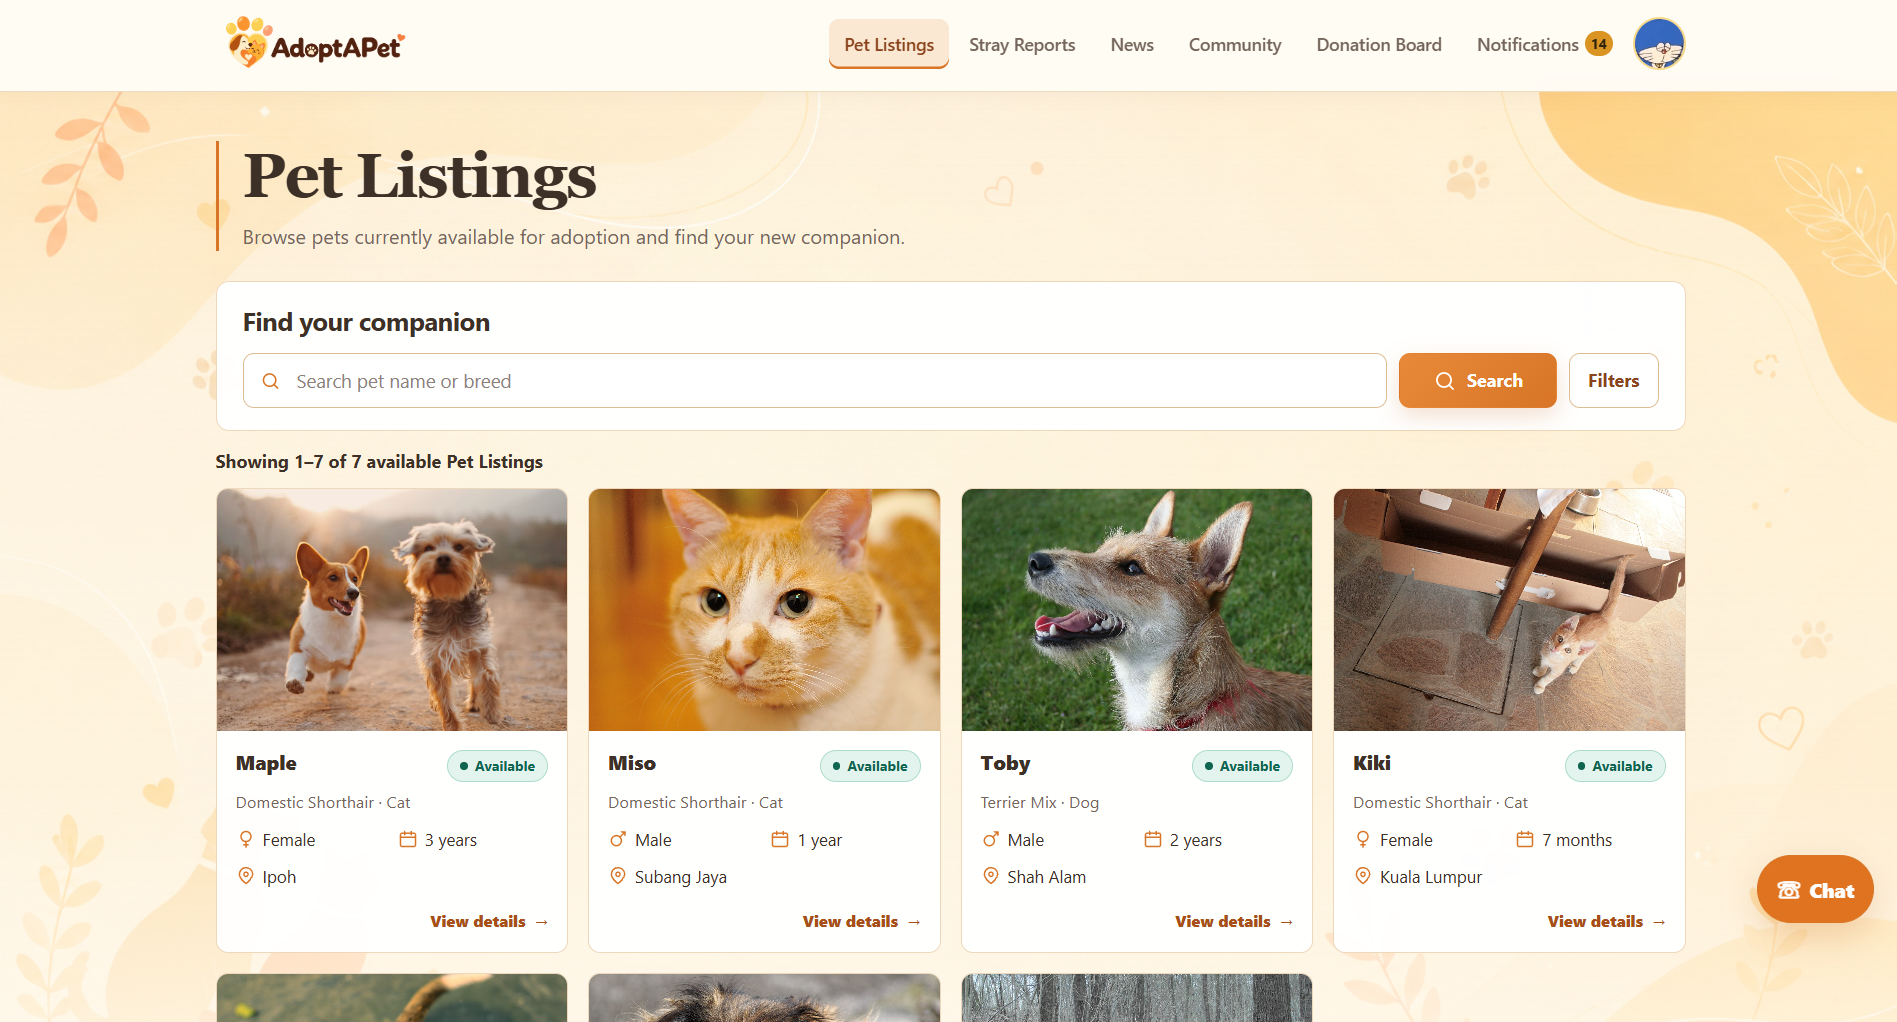 AdoptAPet
Pet Listings
Stray Reports
News
Community
Donation Board
Notifications 14
Pet Listings
Browse pets currently available for adoption and find your new companion.
Find your companion
Search pet name or breed
Search
Filters
Showing 1–7 of 7 available Pet Listings
Maple
Available
Domestic Shorthair · Cat
Female
3 years
Ipoh
View details →
Miso
Available
Domestic Shorthair · Cat
Male
1 year
Subang Jaya
View details →
Toby
Available
Terrier Mix · Dog
Male
2 years
Shah Alam
View details →
Kiki
Available
Domestic Shorthair · Cat
Female
7 months
Kuala Lumpur
View details →
Chat